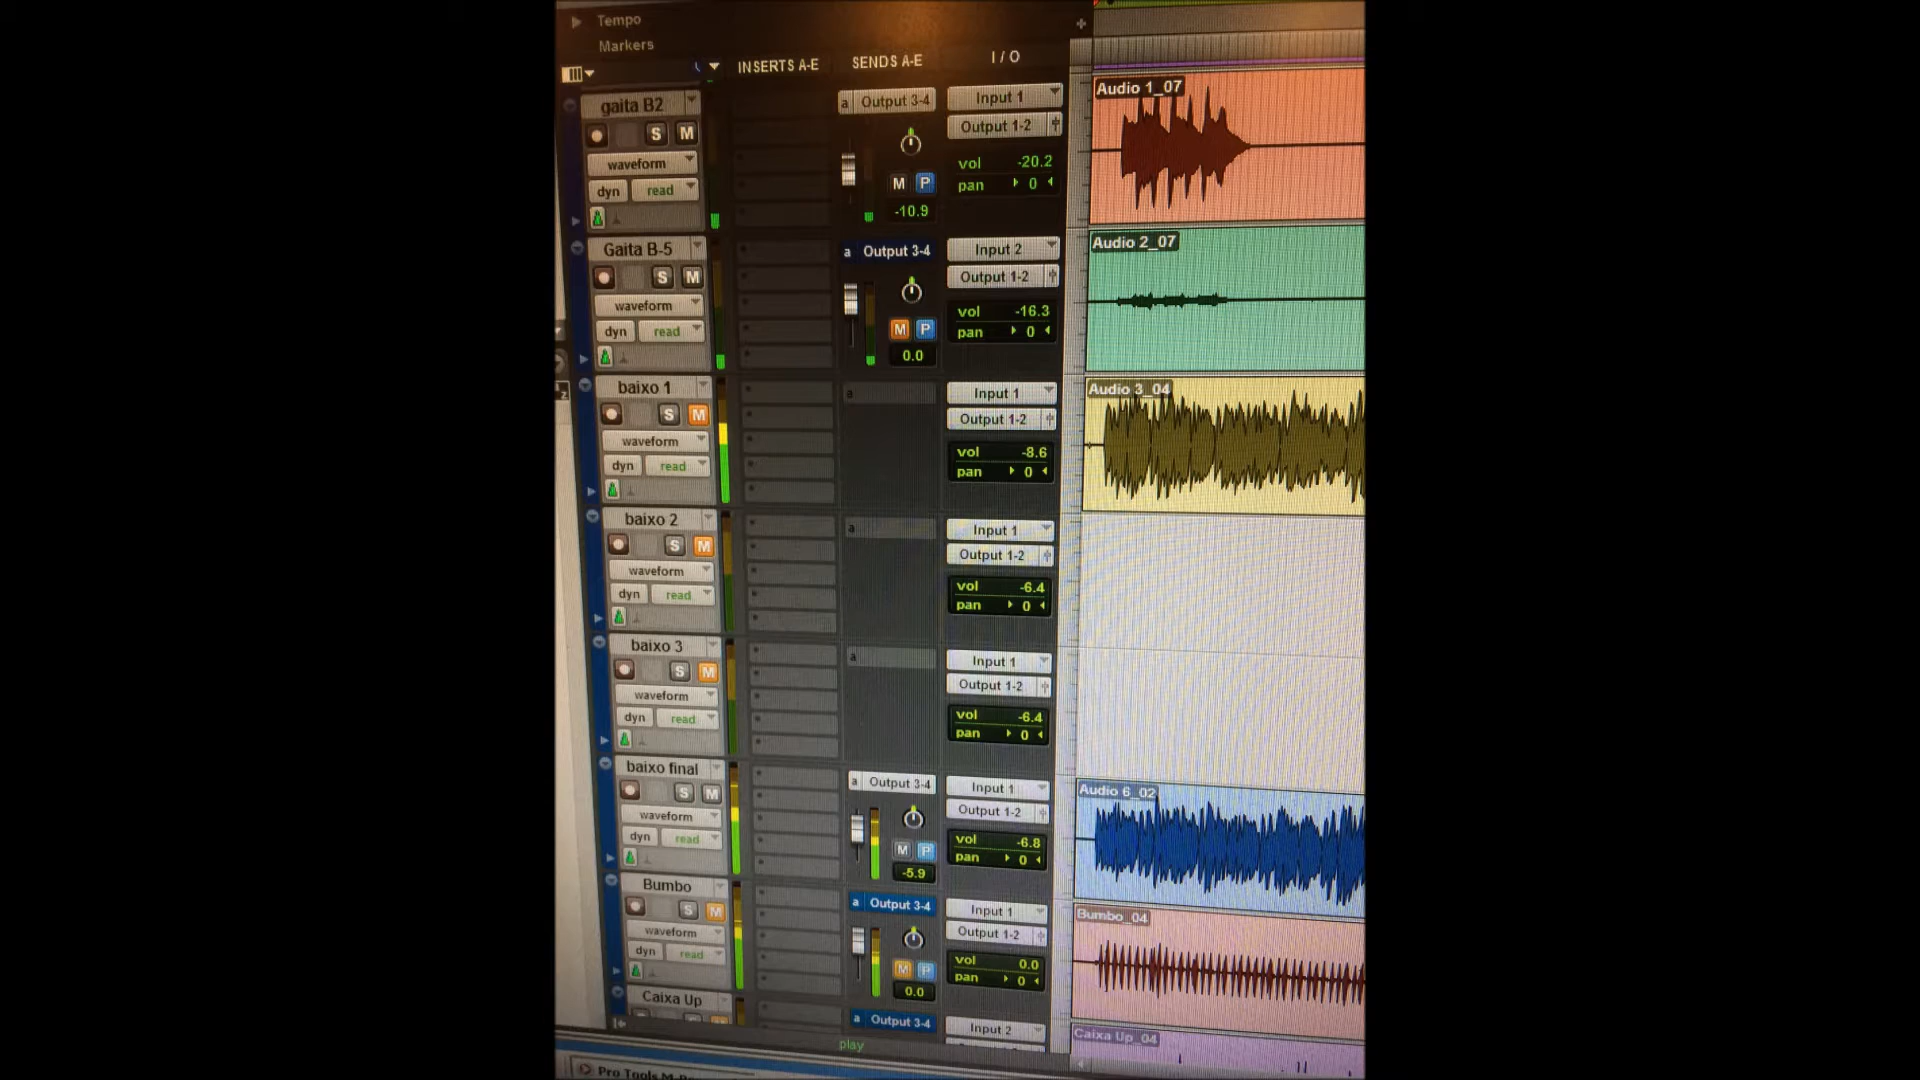 Tempo
Markers
INSERTS A-E SENDS A-E I / O
gaita B2 a Output 3-4 Input 1 Audio 1_07
S M Output 1-2
waveform vol -20.2
dyn read M P pan 0
-10.9
Gaita B-5 a Output 3-4 Input 2 Audio 2_07
S M Output 1-2
waveform vol -16.3
dyn read M P pan 0
0.0
baixo 1 a Input 1 Audio 3_04
S M Output 1-2
waveform vol -8.6
dyn read pan 0
baixo 2 a Input 1
S M Output 1-2
waveform vol -6.4
dyn read pan 0
baixo 3 a Input 1
S M Output 1-2
waveform vol -6.4
dyn read pan 0
baixo final a Output 3-4 Input 1 Audio 6_02
S M Output 1-2
waveform vol -6.8
dyn read M P pan 0
-5.9
Bumbo a Output 3-4 Input 1 Bumbo_04
S M Output 1-2
waveform vol 0.0
dyn read M P pan 0
0.0
Caixa Up a Output 3-4 Input 2 Caixa Up_04
play
Pro Tools